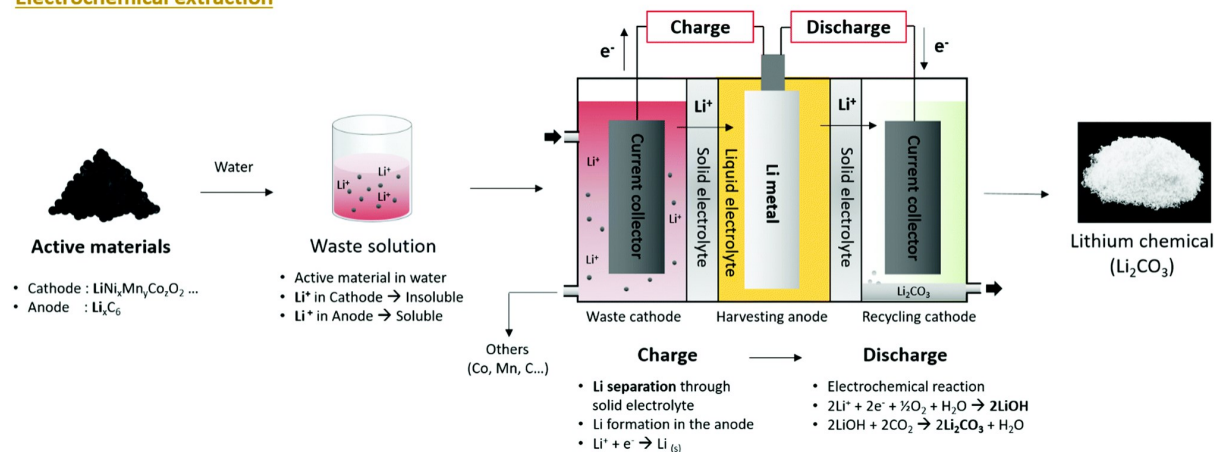 Electrochemical extraction
Charge
Discharge
e-
e-
Water
Li+
Li+
Li+
Active materials
• Cathode : LiNixMnyCozO2 ...
• Anode : LixC6
Waste solution
• Active material in water
• Li+ in Cathode → Insoluble
• Li+ in Anode → Soluble
Li+
Li+
Li+
Current collector
Li+
Solid electrolyte
Liquid electrolyte
Li metal
Li+
Solid electrolyte
Current collector
Li2CO3
Waste cathode
Harvesting anode
Recycling cathode
Others
(Co, Mn, C...)
Lithium chemical
(Li2CO3)
Charge
• Li separation through
solid electrolyte
• Li formation in the anode
• Li+ + e- → Li (s)
Discharge
• Electrochemical reaction
• 2Li+ + 2e- + ½O2 + H2O → 2LiOH
• 2LiOH + 2CO2 → 2Li2CO3 + H2O